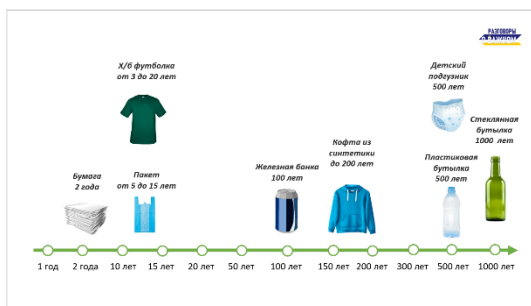 РАЗГОВОРЫ
О ВАЖНОМ
Х/б футболка
от 3 до 20 лет
Детский
подгузник
500 лет
Стеклянная
бутылка
1000 лет
Бумага
2 года
Пакет
от 5 до 15 лет
Железная банка
100 лет
Кофта из
синтетики
до 200 лет
Пластиковая
бутылка
500 лет
1 год 2 года 10 лет 15 лет 20 лет 50 лет 100 лет 150 лет 200 лет 300 лет 500 лет 1000 лет